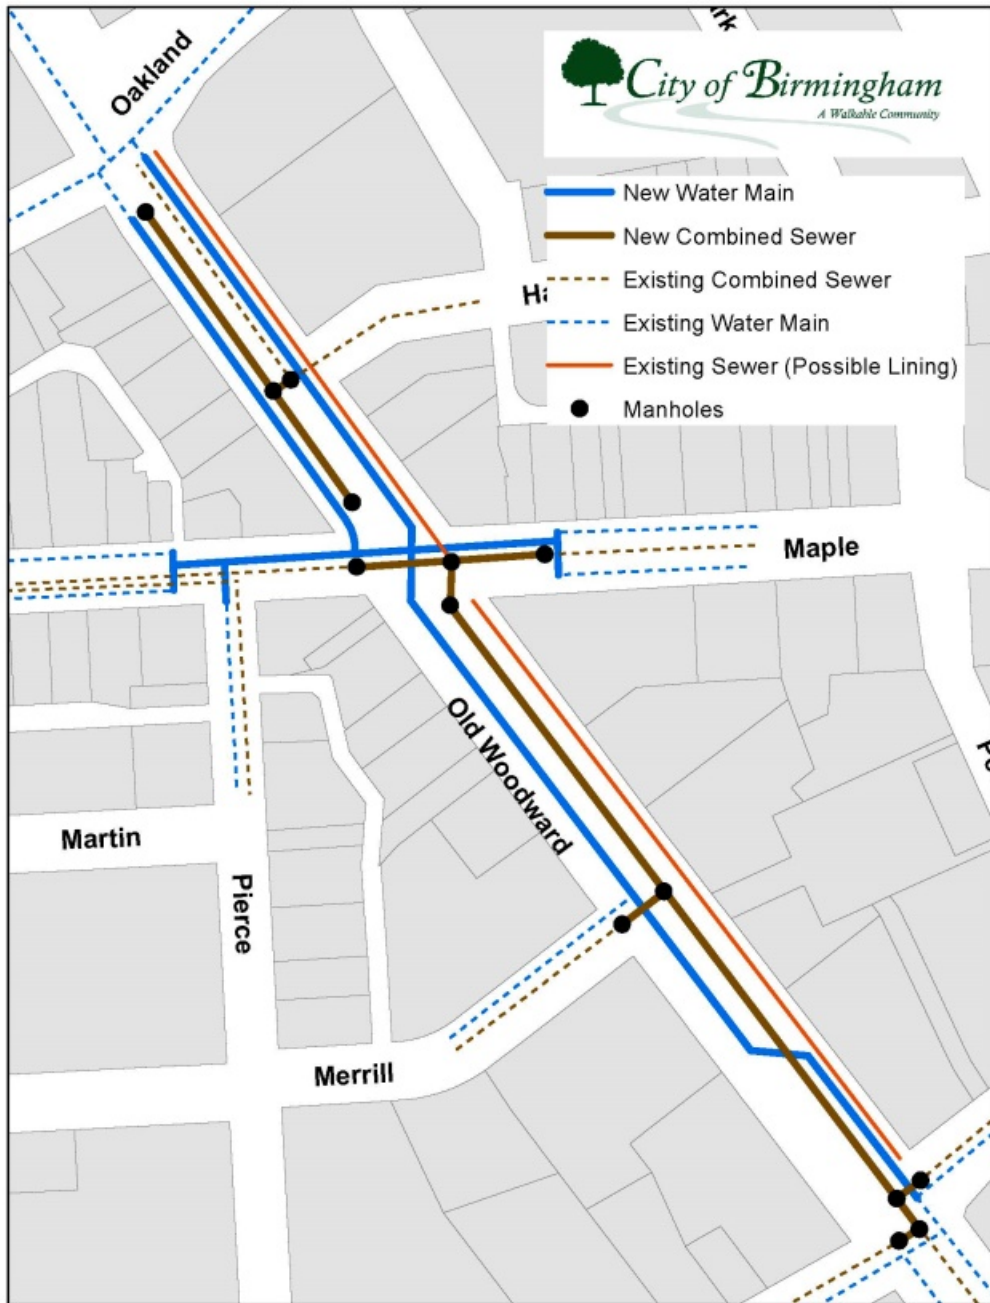 Oakland
City of Birmingham
A Walkable Community
New Water Main
New Combined Sewer
Existing Combined Sewer
Existing Water Main
Existing Sewer (Possible Lining)
Manholes
Maple
Old Woodward
Martin
Pierce
Merrill